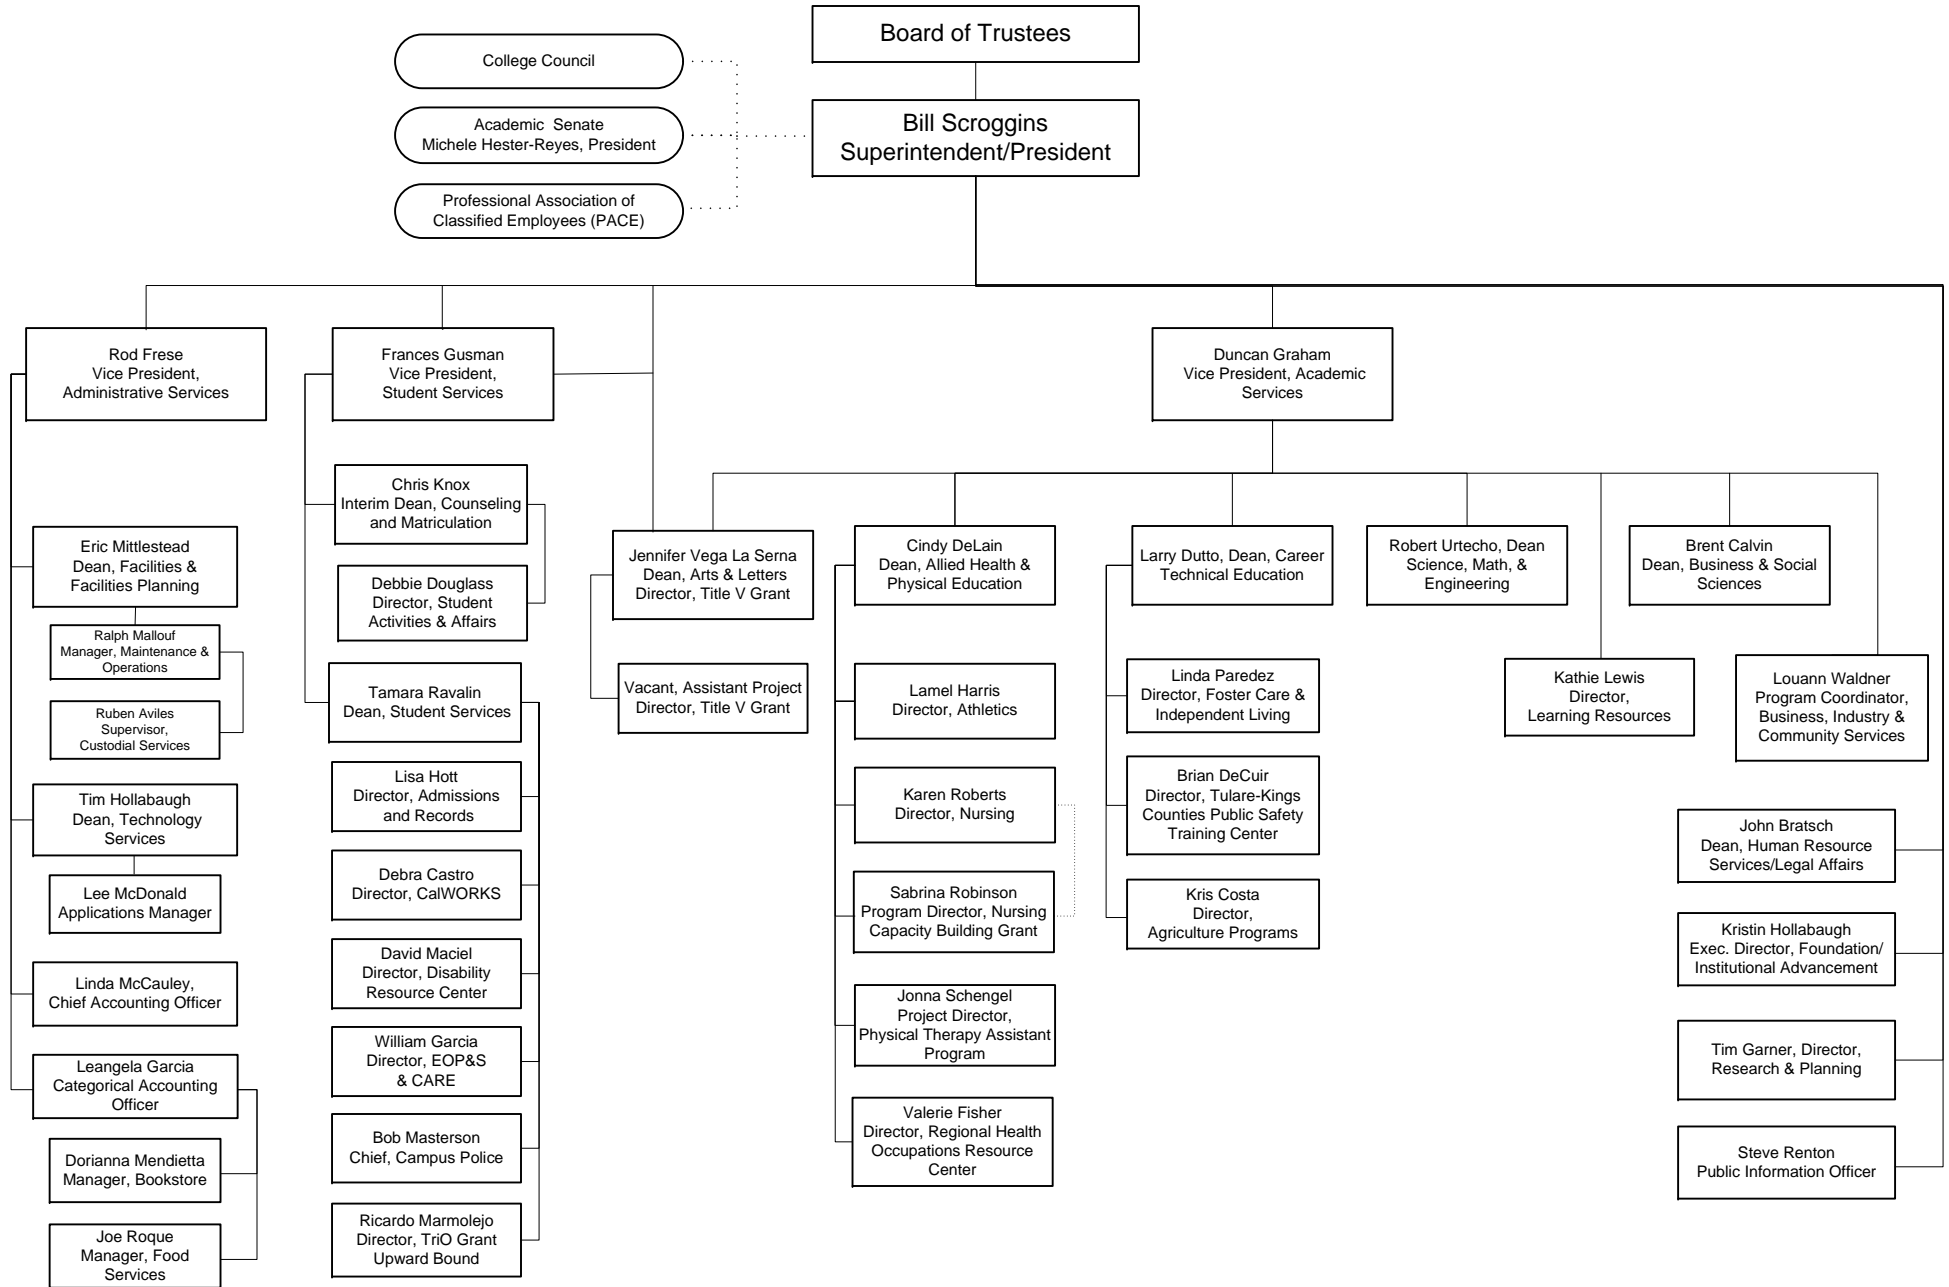 Board of Trustees
College Council
Academic Senate
Michele Hester-Reyes, President
Professional Association of
Classified Employees (PACE)
Bill Scroggins
Superintendent/President
Rod Frese
Vice President,
Administrative Services
Eric Mittlestead
Dean, Facilities &
Facilities Planning
Ralph Mallouf
Manager, Maintenance &
Operations
Ruben Aviles
Supervisor,
Custodial Services
Tim Hollabaugh
Dean, Technology
Services
Lee McDonald
Applications Manager
Linda McCauley,
Chief Accounting Officer
Leangela Garcia
Categorical Accounting
Officer
Dorianna Mendietta
Manager, Bookstore
Joe Roque
Manager, Food
Services
Frances Gusman
Vice President,
Student Services
Chris Knox
Interim Dean, Counseling
and Matriculation
Debbie Douglass
Director, Student
Activities & Affairs
Tamara Ravalin
Dean, Student Services
Lisa Hott
Director, Admissions
and Records
Debra Castro
Director, CalWORKS
David Maciel
Director, Disability
Resource Center
William Garcia
Director, EOP&S
& CARE
Bob Masterson
Chief, Campus Police
Ricardo Marmolejo
Director, TriO Grant
Upward Bound
Duncan Graham
Vice President, Academic
Services
Jennifer Vega La Serna
Dean, Arts & Letters
Director, Title V Grant
Vacant, Assistant Project
Director, Title V Grant
Cindy DeLain
Dean, Allied Health &
Physical Education
Lamel Harris
Director, Athletics
Karen Roberts
Director, Nursing
Sabrina Robinson
Program Director, Nursing
Capacity Building Grant
Jonna Schengel
Project Director,
Physical Therapy Assistant
Program
Valerie Fisher
Director, Regional Health
Occupations Resource
Center
Larry Dutto, Dean, Career
Technical Education
Linda Paredez
Director, Foster Care &
Independent Living
Brian DeCuir
Director, Tulare-Kings
Counties Public Safety
Training Center
Kris Costa
Director,
Agriculture Programs
Robert Urtecho, Dean
Science, Math, &
Engineering
Kathie Lewis
Director,
Learning Resources
Brent Calvin
Dean, Business & Social
Sciences
Louann Waldner
Program Coordinator,
Business, Industry &
Community Services
John Bratsch
Dean, Human Resource
Services/Legal Affairs
Kristin Hollabaugh
Exec. Director, Foundation/
Institutional Advancement
Tim Garner, Director,
Research & Planning
Steve Renton
Public Information Officer